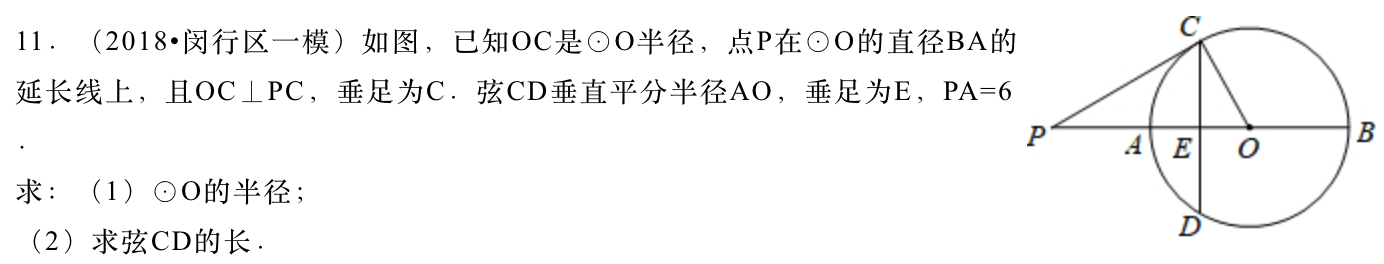 11．（2018•闵行区一模）如图，已知OC是⊙O半径，点P在⊙O的直径BA的
延长线上，且OC⊥PC，垂足为C．弦CD垂直平分半径AO，垂足为E，PA=6
．
求：（1）⊙O的半径；
（2）求弦CD的长．
C
P A E O B
D